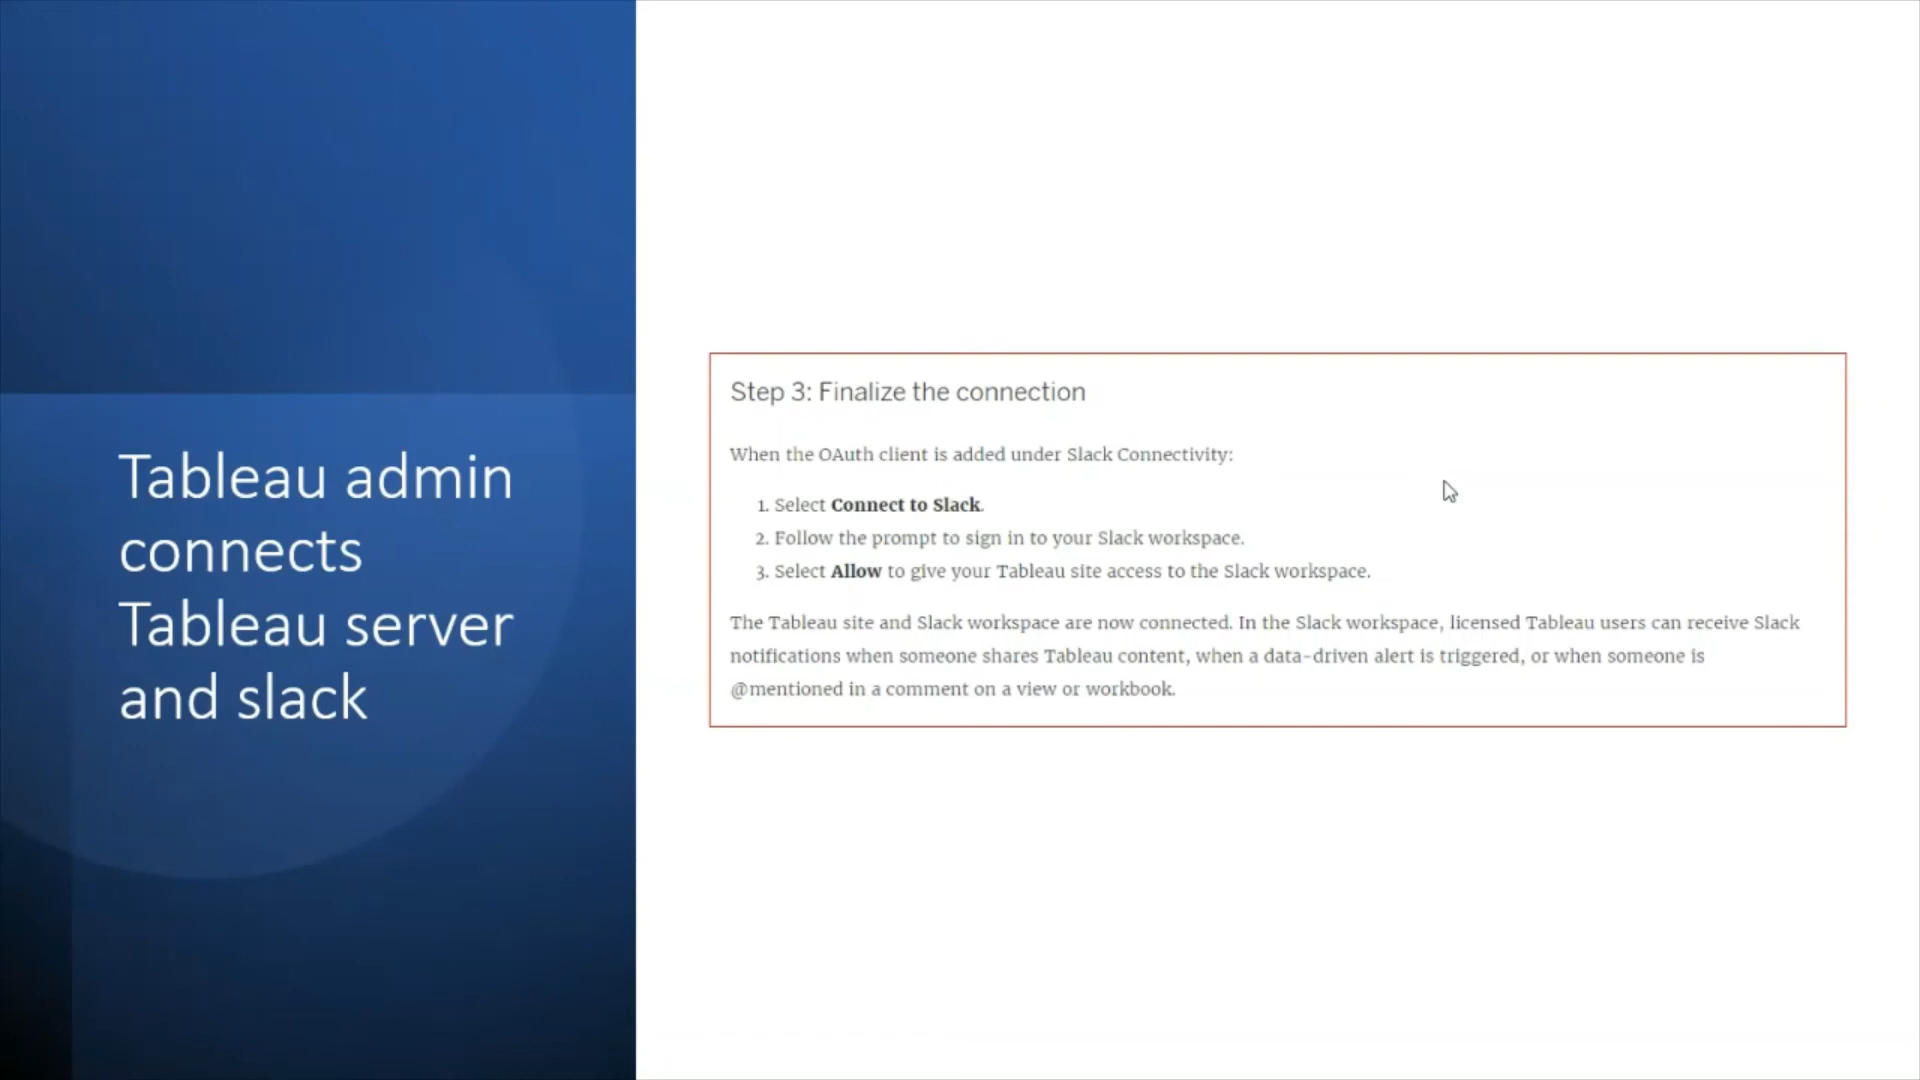 Tableau admin
connects
Tableau server
and slack
Step 3: Finalize the connection
When the OAuth client is added under Slack Connectivity:
1. Select Connect to Slack.
2. Follow the prompt to sign in to your Slack workspace.
3. Select Allow to give your Tableau site access to the Slack workspace.
The Tableau site and Slack workspace are now connected. In the Slack workspace, licensed Tableau users can receive Slack
notifications when someone shares Tableau content, when a data-driven alert is triggered, or when someone is
@mentioned in a comment on a view or workbook.